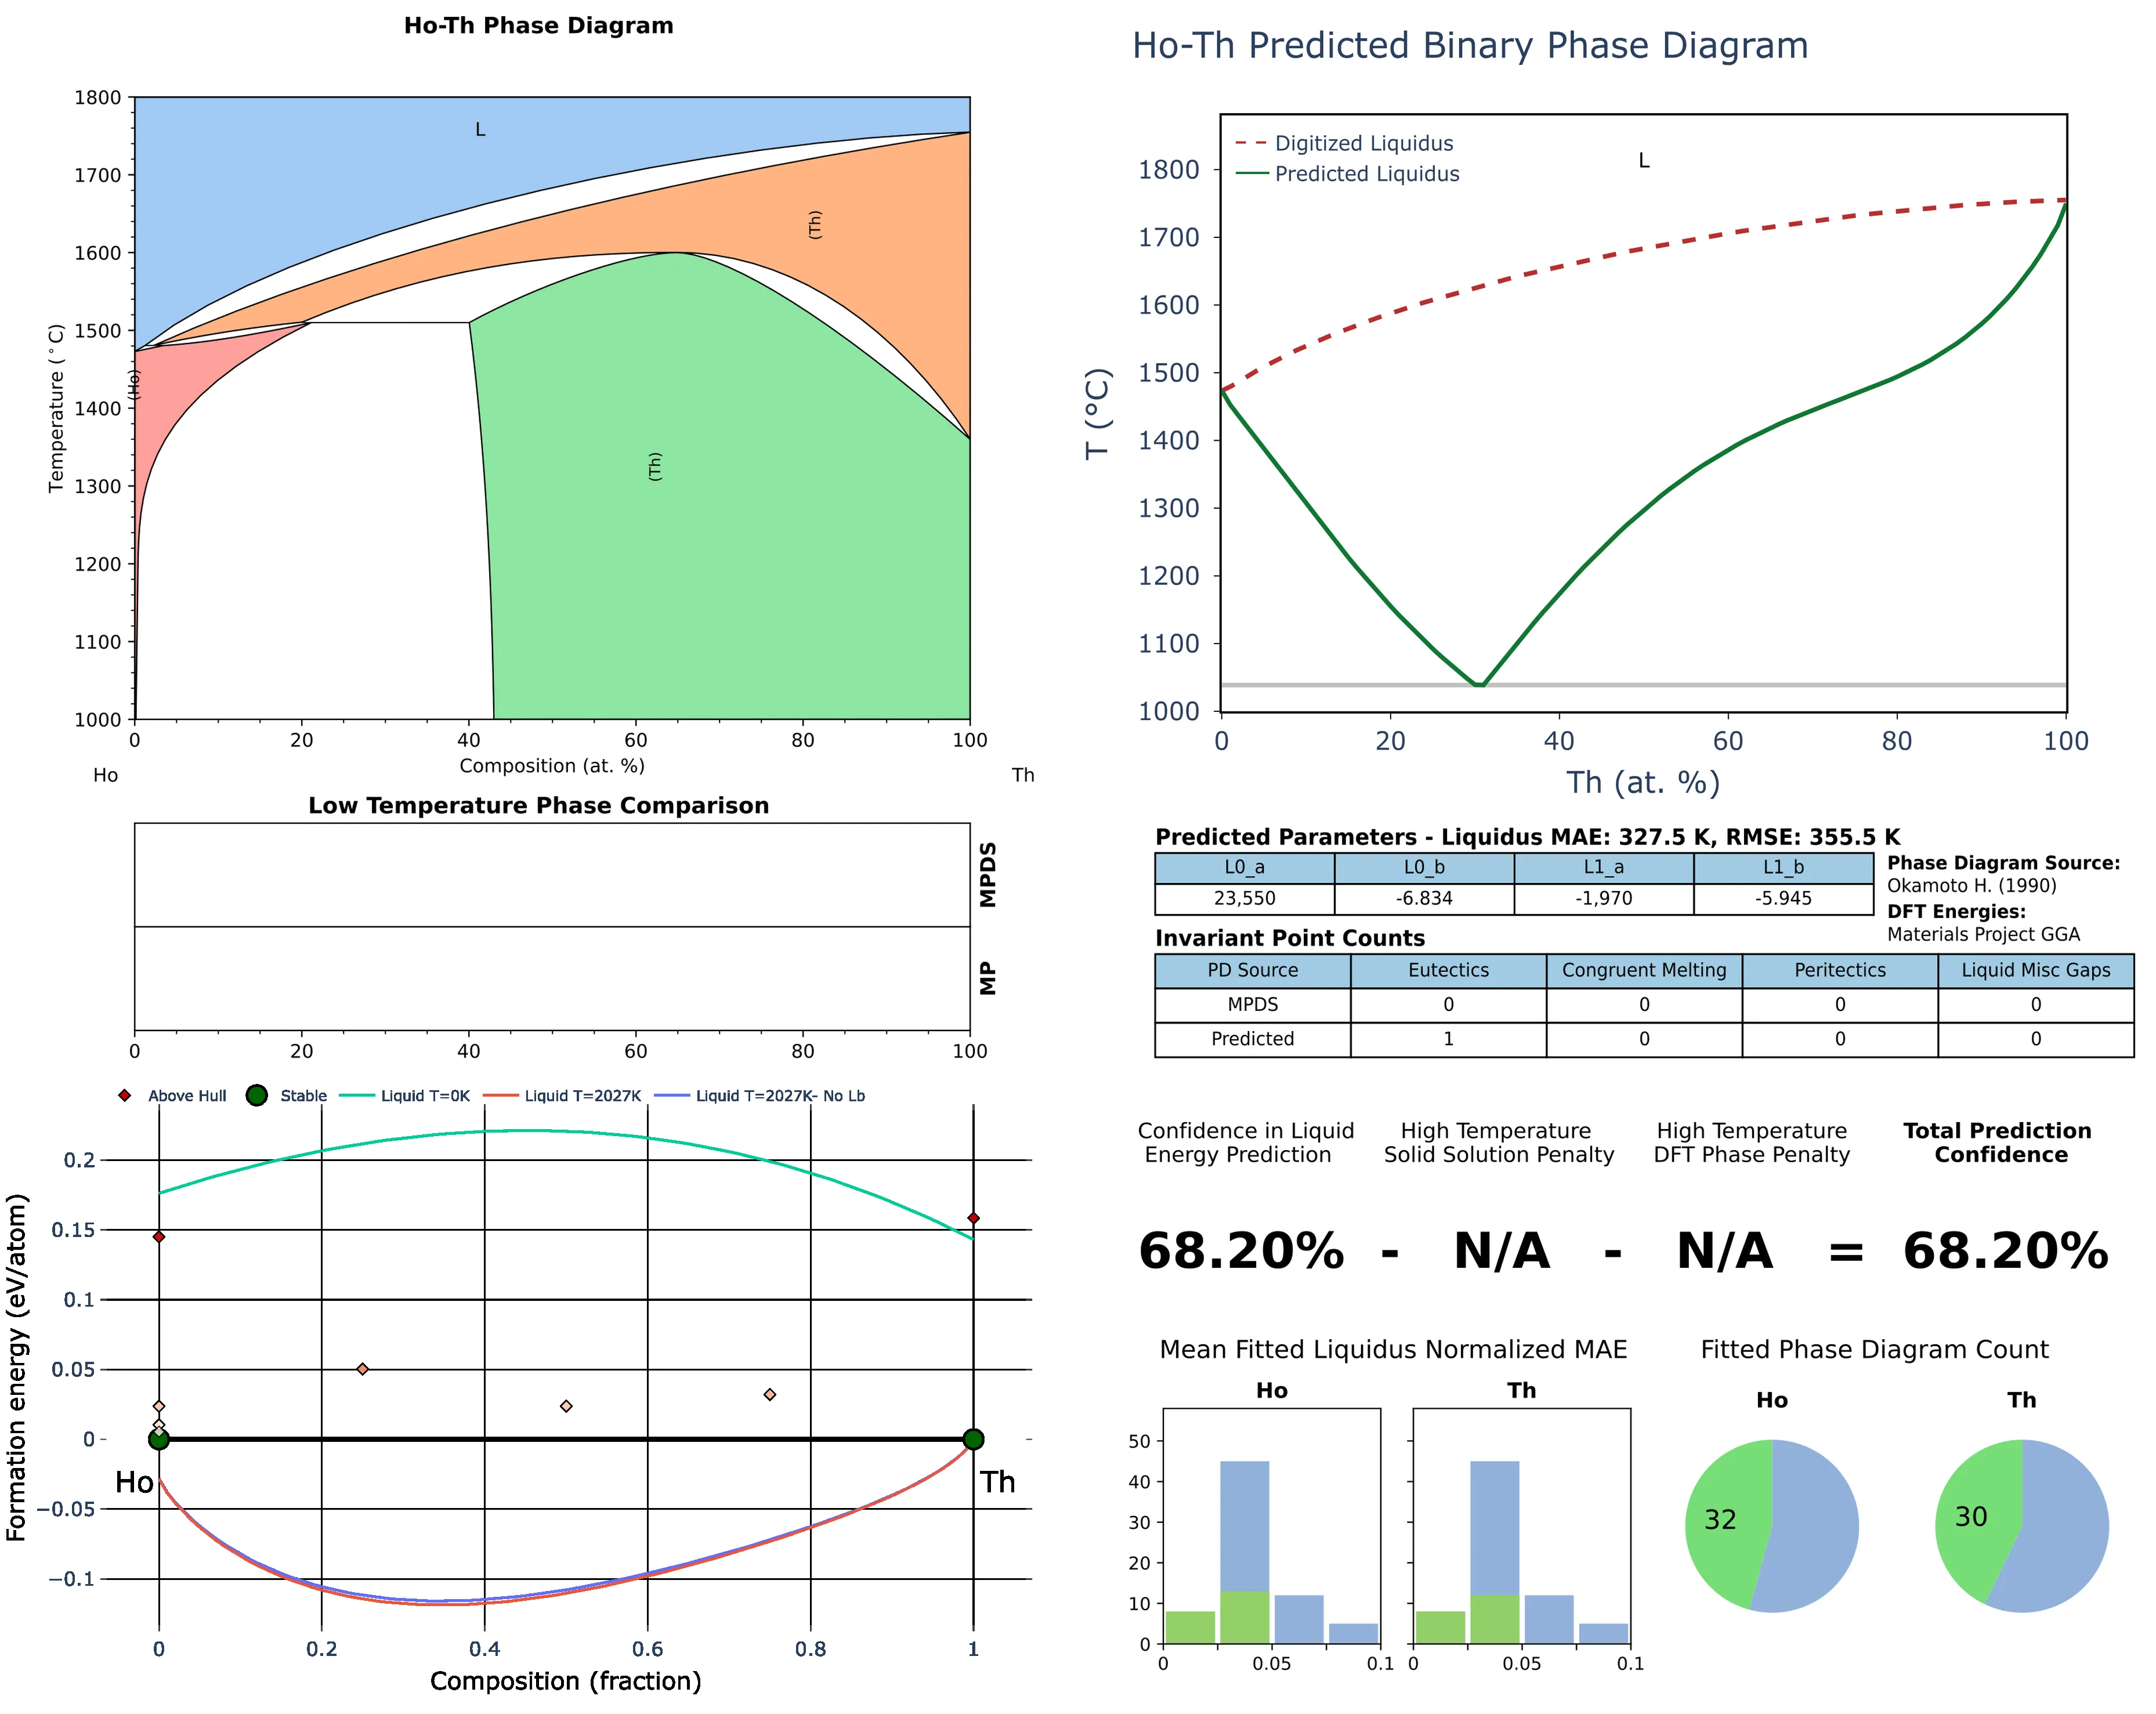 Ho-Th Phase Diagram
1800
1700
1600
1500
1400
1300
1200
1100
1000
Temperature (°C)
L
(Th)
(Ho)
(Th)
0 20 40 60 80 100
Composition (at. %)
Ho Th
Ho-Th Predicted Binary Phase Diagram
Digitized Liquidus
Predicted Liquidus
L
1800
1700
1600
1500
1400
1300
1200
1100
1000
T (°C)
0 20 40 60 80 100
Th (at. %)
Low Temperature Phase Comparison
MPDS
MP
0 20 40 60 80 100
Predicted Parameters - Liquidus MAE: 327.5 K, RMSE: 355.5 K
L0_a L0_b L1_a L1_b
23,550 -6.834 -1,970 -5.945
Phase Diagram Source:
Okamoto H. (1990)
DFT Energies:
Materials Project GGA
Invariant Point Counts
PD Source Eutectics Congruent Melting Peritectics Liquid Misc Gaps
MPDS 0 0 0 0
Predicted 1 0 0 0
Above Hull Stable Liquid T=0K Liquid T=2027K Liquid T=2027K- No Lb
0.2
0.15
0.1
0.05
0
−0.05
−0.1
Formation energy (eV/atom)
Ho Th
0 0.2 0.4 0.6 0.8 1
Composition (fraction)
Confidence in Liquid
Energy Prediction
High Temperature
Solid Solution Penalty
High Temperature
DFT Phase Penalty
Total Prediction
Confidence
68.20% - N/A - N/A = 68.20%
Mean Fitted Liquidus Normalized MAE
Ho Th
50
40
30
20
10
0
0 0.05 0.1
0 0.05 0.1
Fitted Phase Diagram Count
Ho Th
32 30